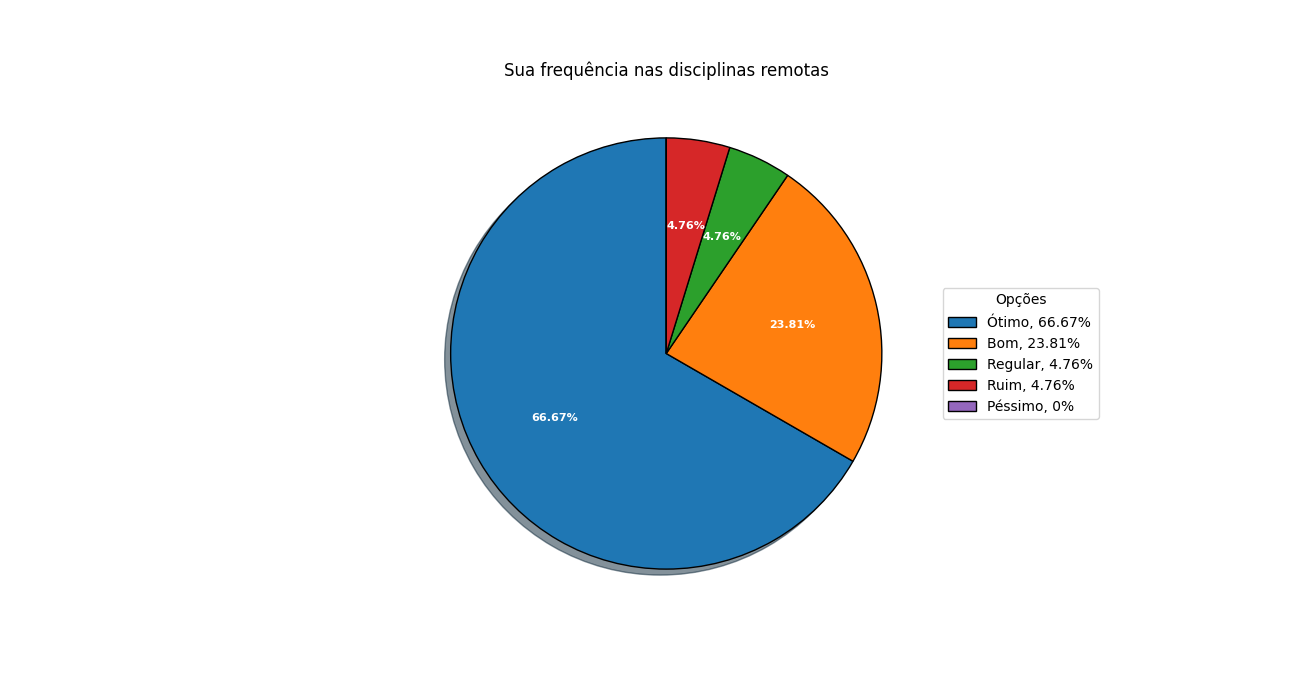 Sua frequência nas disciplinas remotas
4.76%
4.76%
23.81%
66.67%
Opções
Ótimo, 66.67%
Bom, 23.81%
Regular, 4.76%
Ruim, 4.76%
Péssimo, 0%